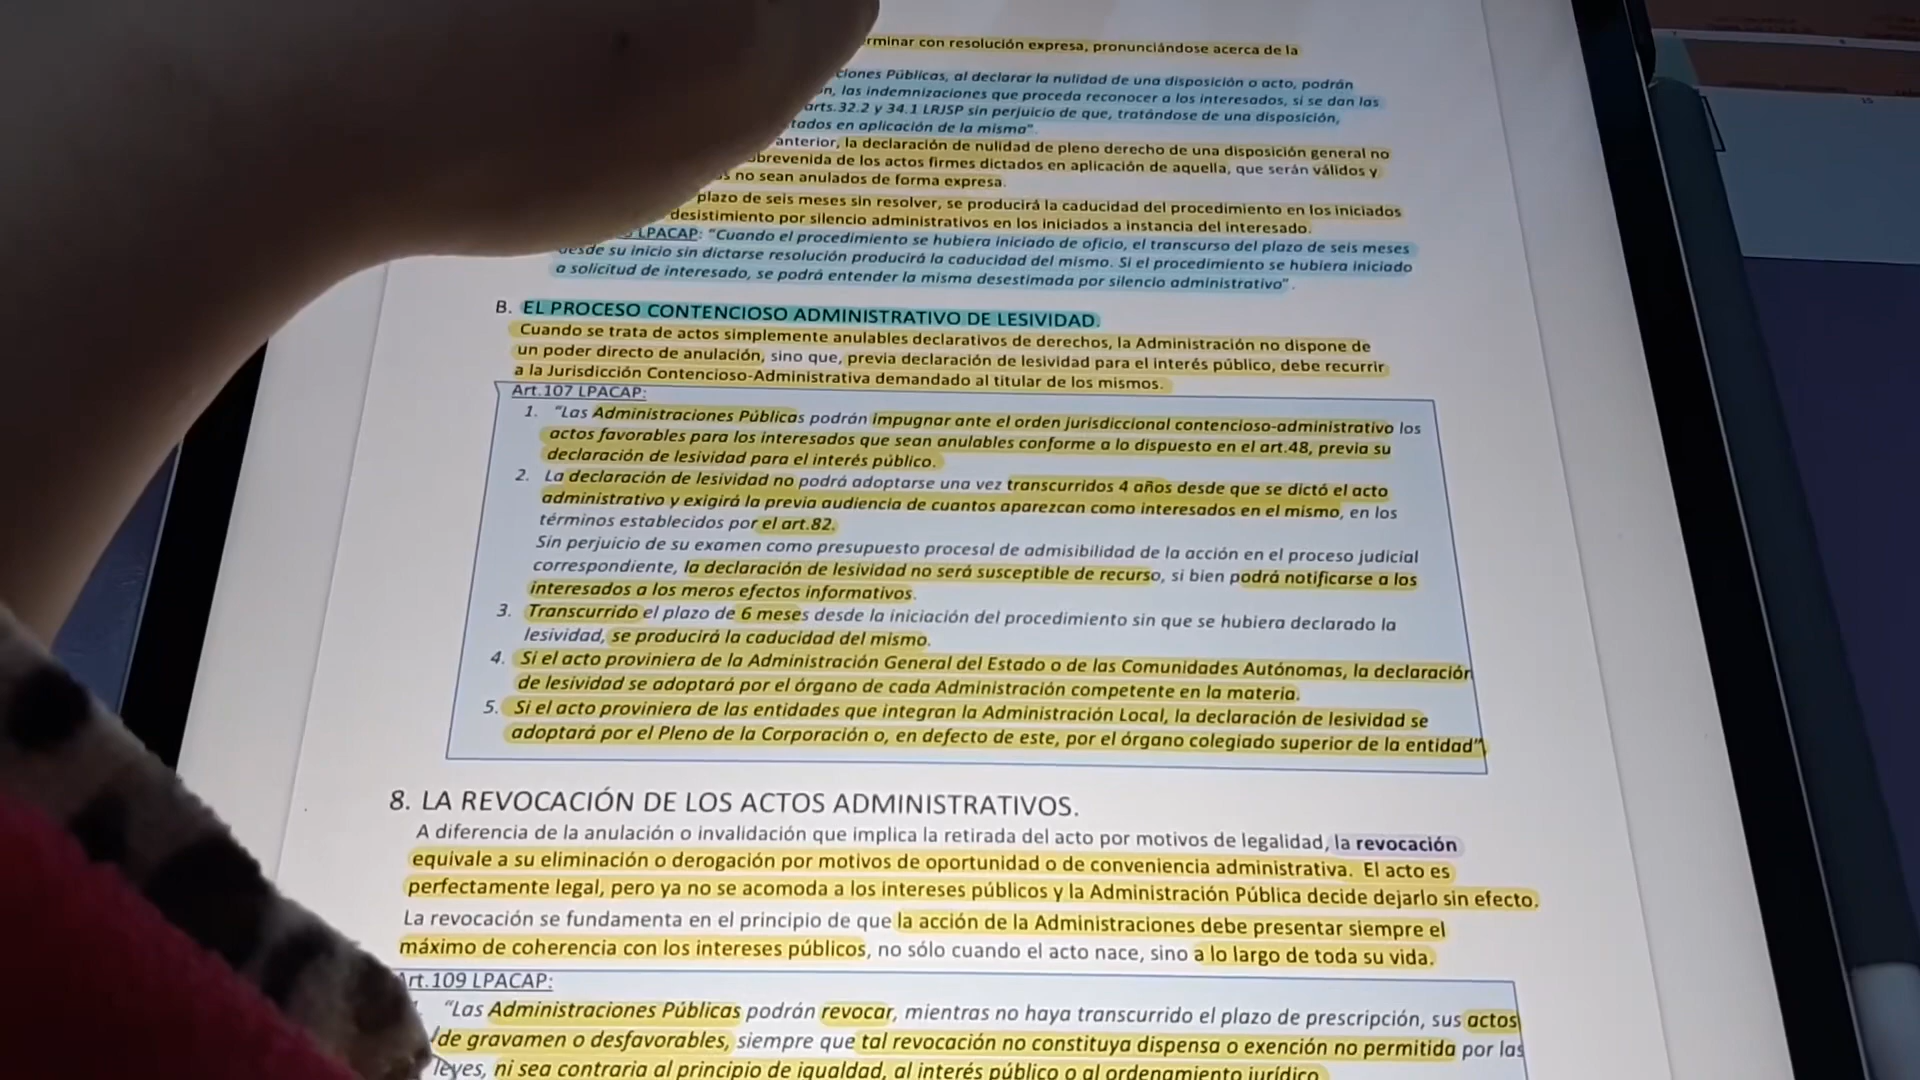 rminar con resolución expresa, pronunciándose acerca de la
ciones Públicas, al declarar la nulidad de una disposición o acto, podrán
n, las indemnizaciones que proceda reconocer a los interesados, si se dan las
arts.32.2 y 34.1 LRJSP sin perjuicio de que, tratándose de una disposición,
tados en aplicación de la misma".
anterior, la declaración de nulidad de pleno derecho de una disposición general no
obrevenida de los actos firmes dictados en aplicación de aquella, que serán válidos y
no sean anulados de forma expresa.
plazo de seis meses sin resolver, se producirá la caducidad del procedimiento en los iniciados
desistimiento por silencio administrativos en los iniciados a instancia del interesado.
LPACAP: "Cuando el procedimiento se hubiera iniciado de oficio, el transcurso del plazo de seis meses
desde su inicio sin dictarse resolución producirá la caducidad del mismo. Si el procedimiento se hubiera iniciado
a solicitud de interesado, se podrá entender la misma desestimada por silencio administrativo".
B. EL PROCESO CONTENCIOSO ADMINISTRATIVO DE LESIVIDAD.
Cuando se trata de actos simplemente anulables declarativos de derechos, la Administración no dispone de
un poder directo de anulación, sino que, previa declaración de lesividad para el interés público, debe recurrir
a la Jurisdicción Contencioso-Administrativa demandado al titular de los mismos.
Art.107 LPACAP:
1. "Las Administraciones Públicas podrán impugnar ante el orden jurisdiccional contencioso-administrativo los
actos favorables para los interesados que sean anulables conforme a lo dispuesto en el art.48, previa su
declaración de lesividad para el interés público.
2. La declaración de lesividad no podrá adoptarse una vez transcurridos 4 años desde que se dictó el acto
administrativo y exigirá la previa audiencia de cuantos aparezcan como interesados en el mismo, en los
términos establecidos por el art.82.
Sin perjuicio de su examen como presupuesto procesal de admisibilidad de la acción en el proceso judicial
correspondiente, la declaración de lesividad no será susceptible de recurso, si bien podrá notificarse a los
interesados a los meros efectos informativos.
3. Transcurrido el plazo de 6 meses desde la iniciación del procedimiento sin que se hubiera declarado la
lesividad, se producirá la caducidad del mismo.
4. Si el acto proviniera de la Administración General del Estado o de las Comunidades Autónomas, la declaración
de lesividad se adoptará por el órgano de cada Administración competente en la materia.
5. Si el acto proviniera de las entidades que integran la Administración Local, la declaración de lesividad se
adoptará por el Pleno de la Corporación o, en defecto de este, por el órgano colegiado superior de la entidad"
8. LA REVOCACIÓN DE LOS ACTOS ADMINISTRATIVOS.
A diferencia de la anulación o invalidación que implica la retirada del acto por motivos de legalidad, la revocación
equivale a su eliminación o derogación por motivos de oportunidad o de conveniencia administrativa. El acto es
perfectamente legal, pero ya no se acomoda a los intereses públicos y la Administración Pública decide dejarlo sin efecto.
La revocación se fundamenta en el principio de que la acción de la Administraciones debe presentar siempre el
máximo de coherencia con los intereses públicos, no sólo cuando el acto nace, sino a lo largo de toda su vida.
Art.109 LPACAP:
"Las Administraciones Públicas podrán revocar, mientras no haya transcurrido el plazo de prescripción, sus actos
de gravamen o desfavorables, siempre que tal revocación no constituya dispensa o exención no permitida por las
leyes, ni sea contraria al principio de igualdad, al interés público o al ordenamiento jurídico